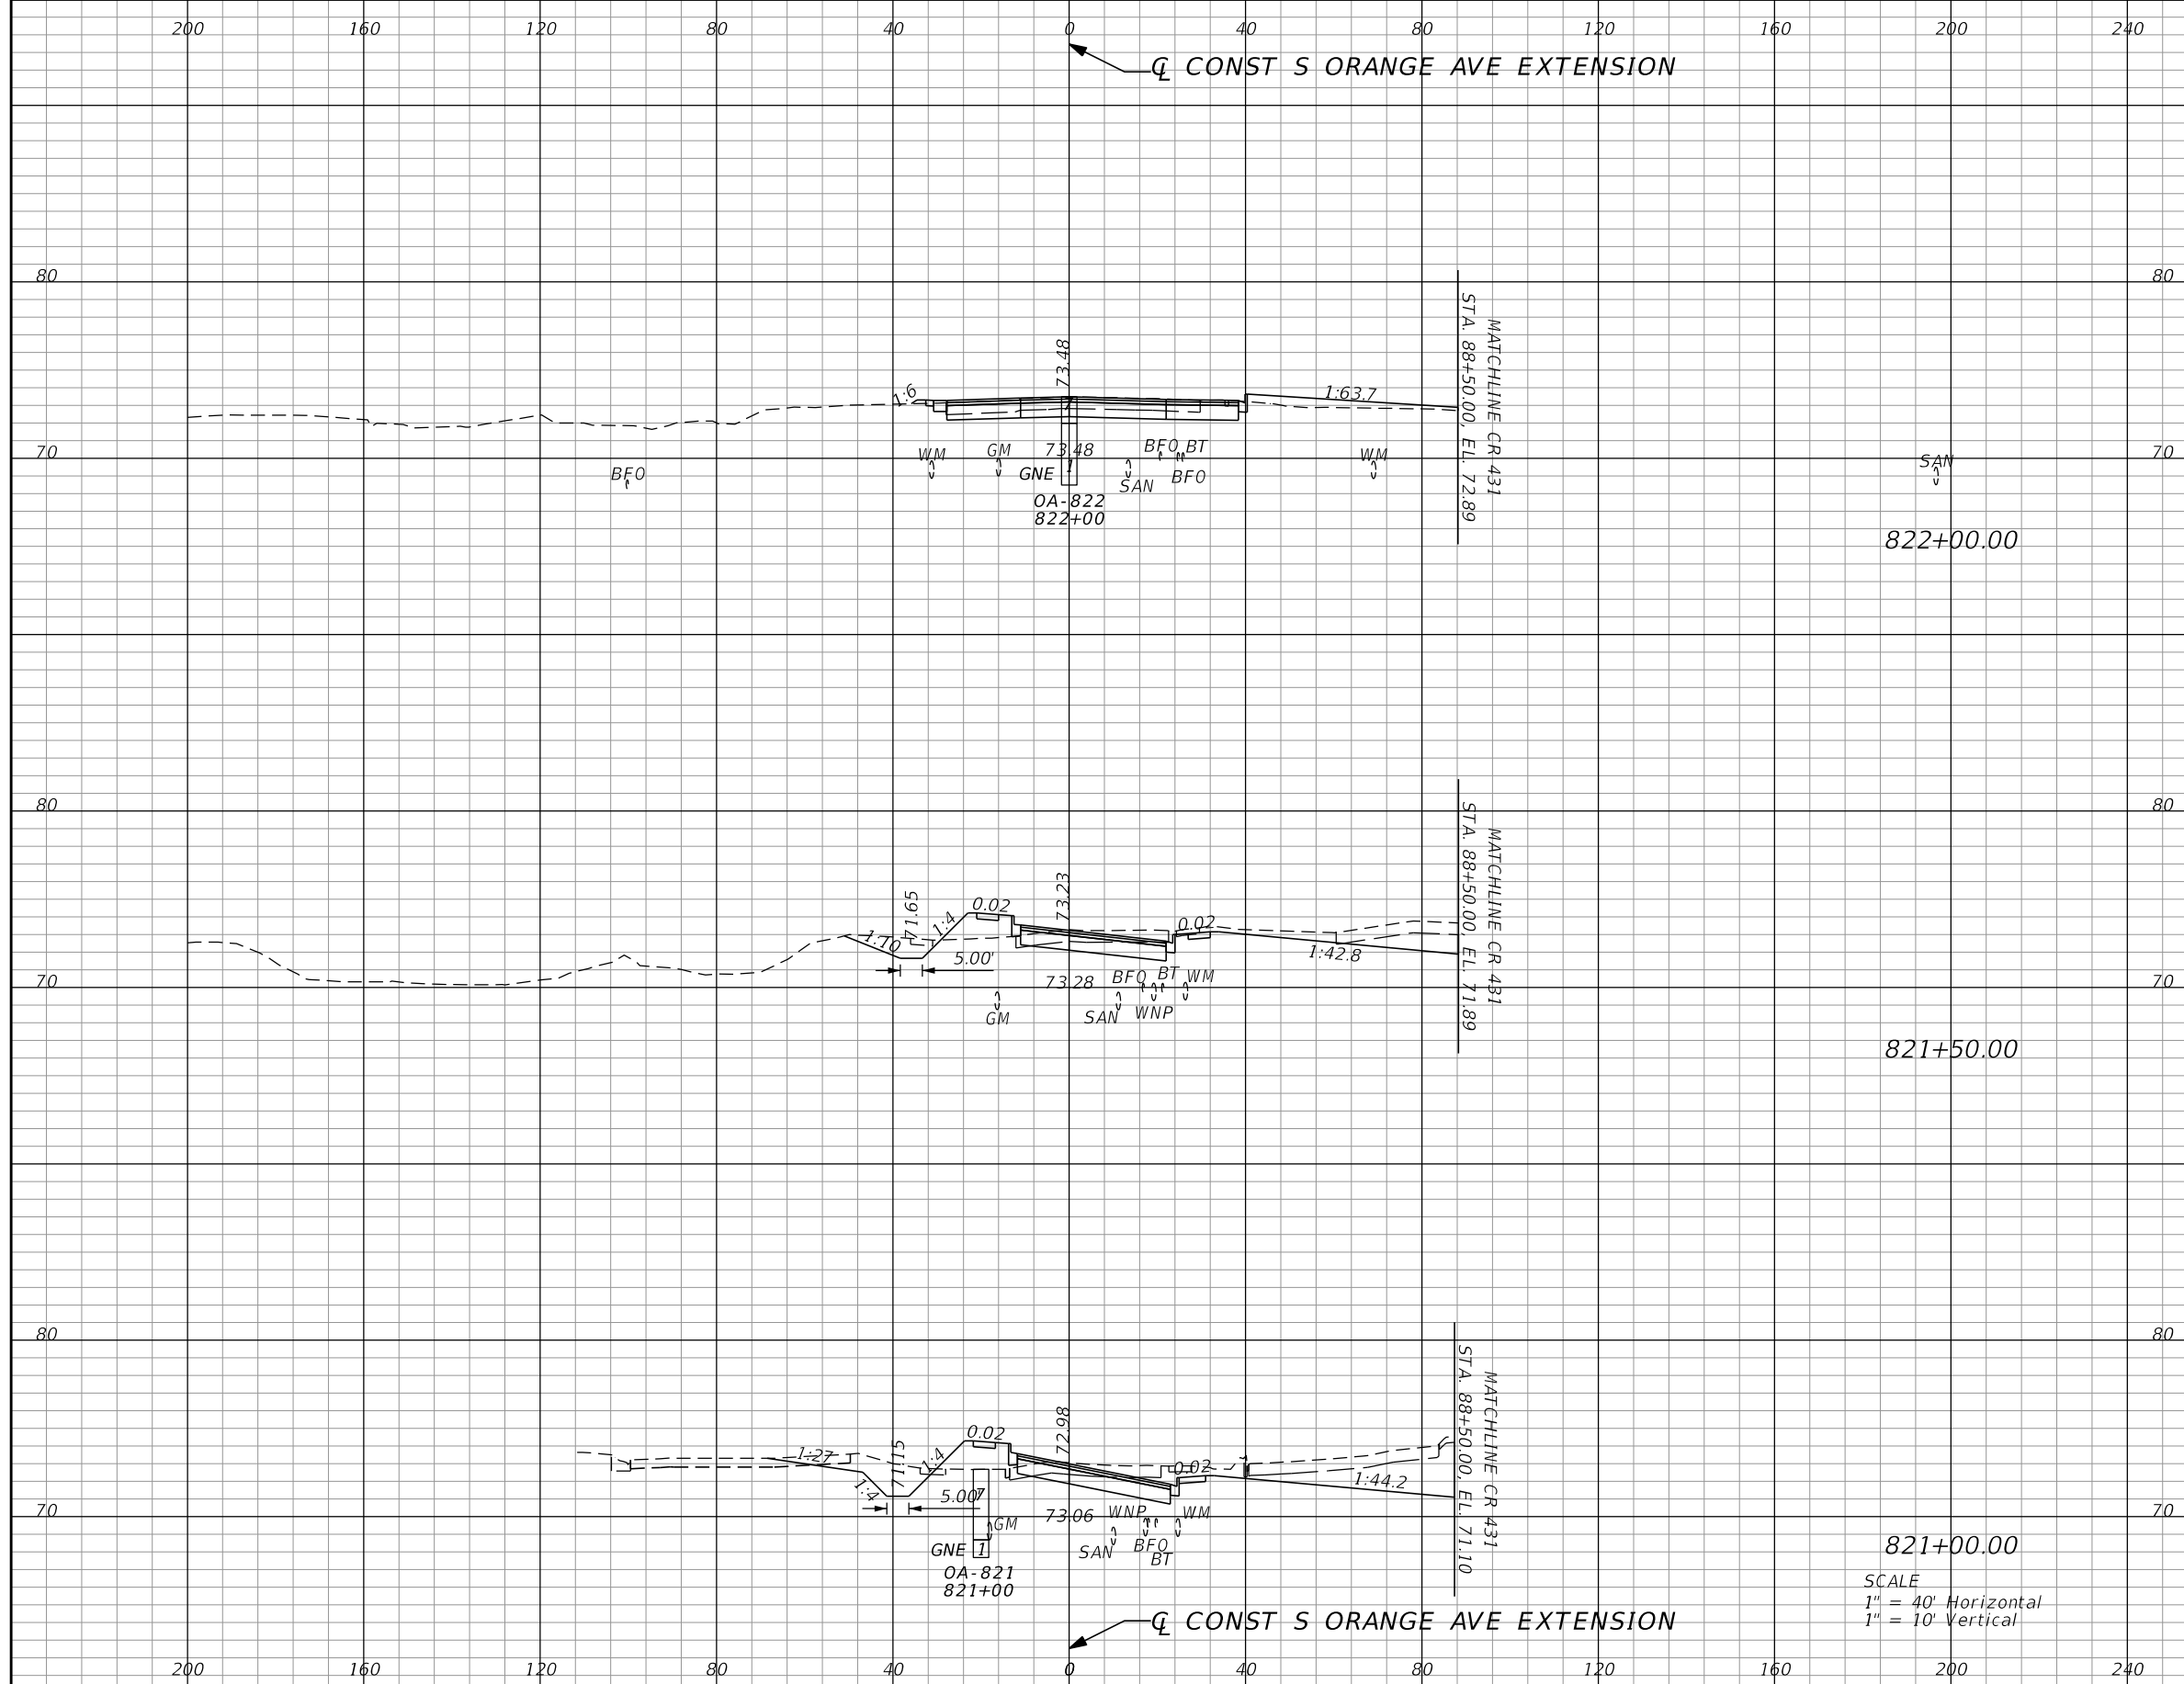 200 160 120 80 40 0 40 80 120 160 200 240
℄ CONST S ORANGE AVE EXTENSION
80 80
MATCHLINE CR 431
STA. 88+50.00, EL. 72.89
73.48
1:6
1:63.7
70 70
BFO
WM
GM
73.48
GNE 1
7
SAN
BFO BT
BFO
WM
SAN
OA-822
822+00
822+00.00
80 80
MATCHLINE CR 431
STA. 88+50.00, EL. 71.89
73.23
71.65
1:10
1:4
0.02
0.02
1:42.8
5.00'
70 70
73.28
GM
SAN
BFO
BT
WM
WNP
821+50.00
80 80
MATCHLINE CR 431
STA. 88+50.00, EL. 71.10
72.98
71.15
1:27
1:4
1:4
0.02
0.02
1:44.2
5.00'
7
70 70
73.06
GM
WNP
WM
SAN
BFO
BT
GNE 1
OA-821
821+00
821+00.00
SCALE
1" = 40' Horizontal
1" = 10' Vertical
℄ CONST S ORANGE AVE EXTENSION
200 160 120 80 40 0 40 80 120 160 200 240